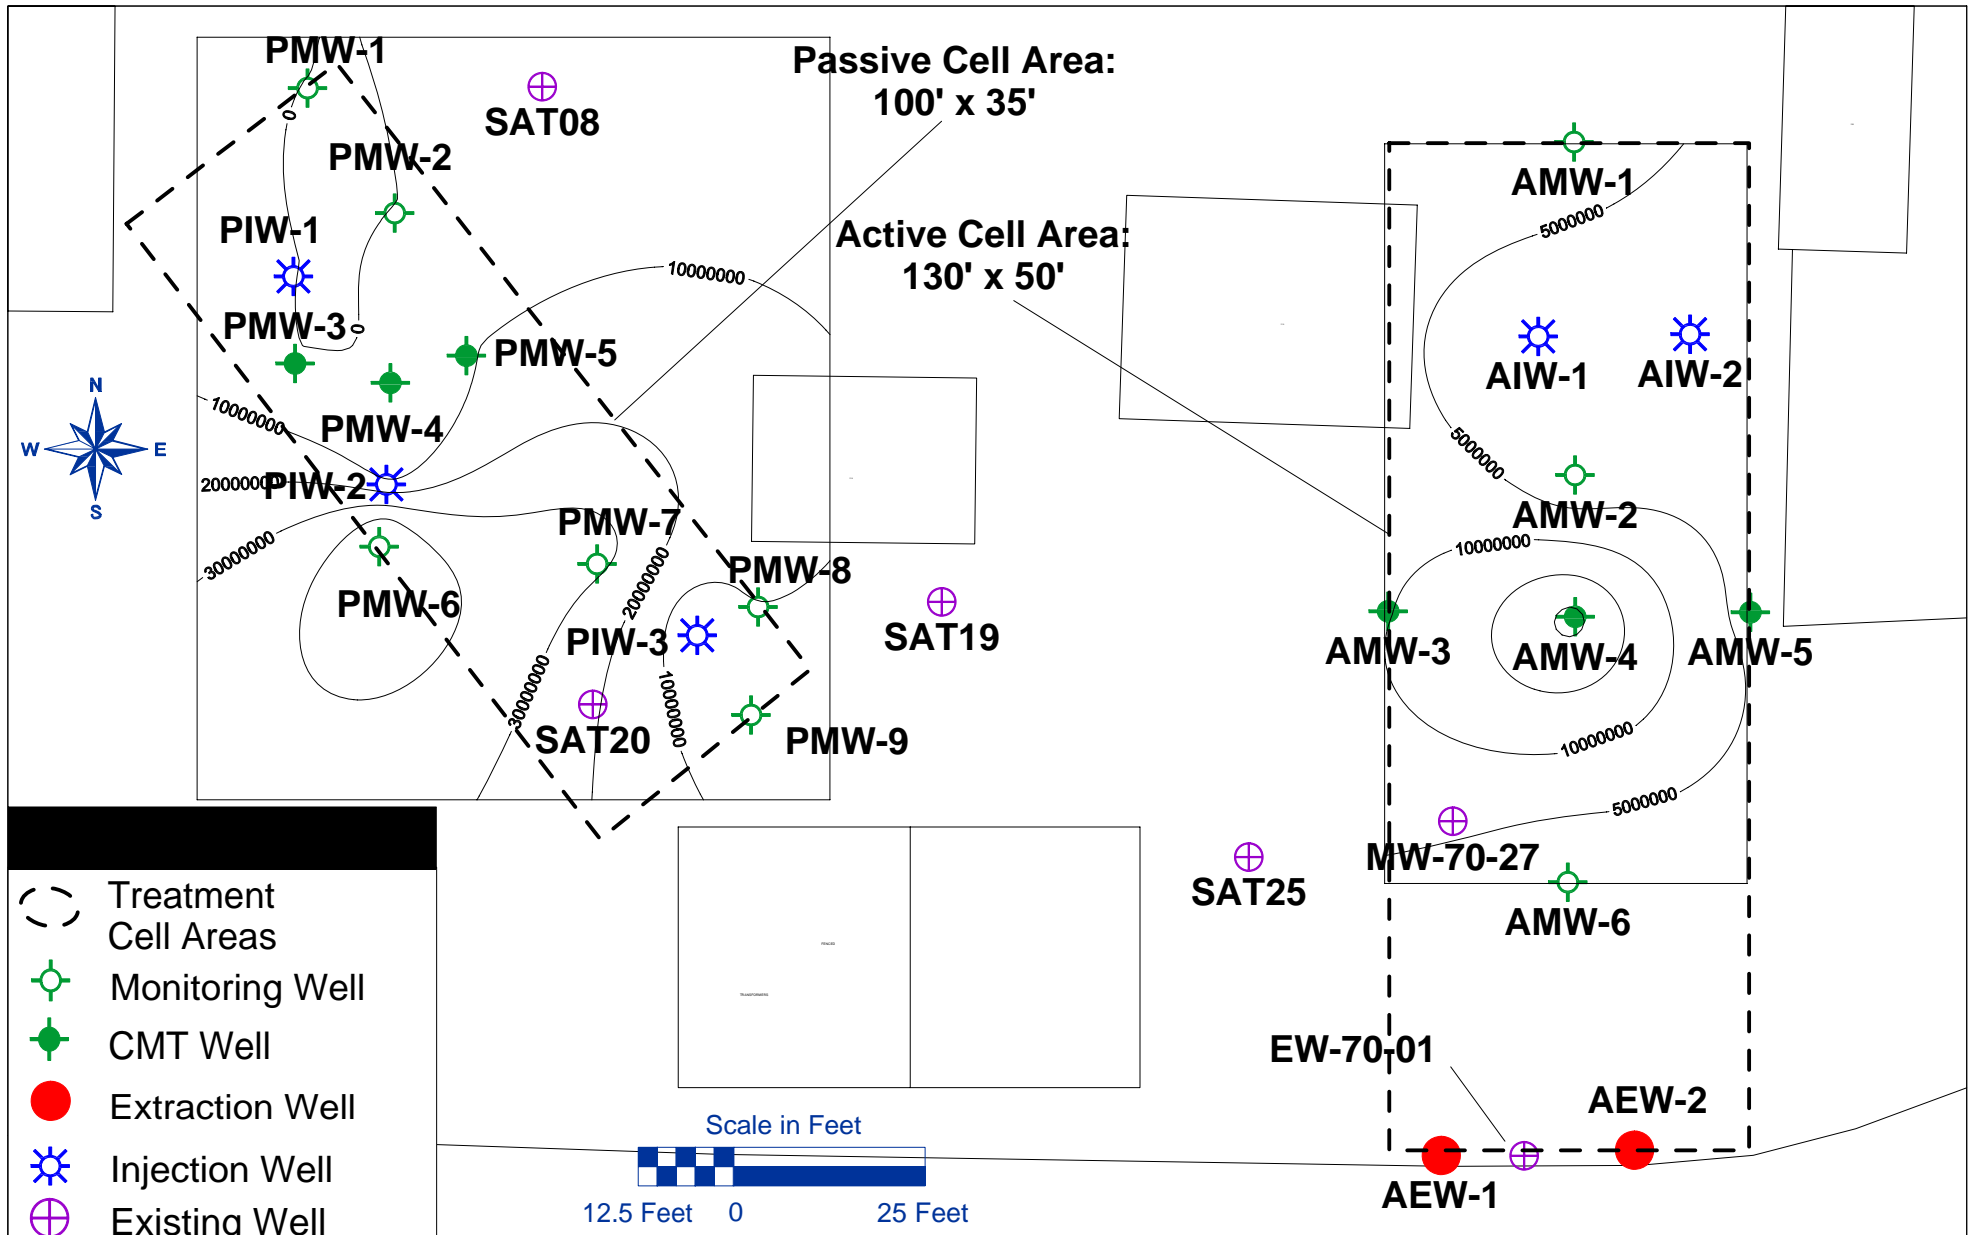 PMW-1
SAT08
Passive Cell Area:
100' x 35'
0
PMW-2
AMW-1
PIW-1
Active Cell Area:
130' x 50'
5000000
10000000
PMW-3
0
PMW-5
AIW-1
AIW-2
N
W
E
S
10000000
PMW-4
5000000
20000000
PIW-2
PMW-7
AMW-2
30000000
10000000
PMW-8
20000000
PMW-6
PIW-3
SAT19
AMW-3
AMW-4
AMW-5
30000000
10000000
SAT20
PMW-9
10000000
5000000
MW-70-27
SAT25
AMW-6
Treatment
Cell Areas
Monitoring Well
CMT Well
Extraction Well
Injection Well
Existing Well
FENCED
TRANSFORMERS
EW-70-01
AEW-2
AEW-1
Scale in Feet
12.5 Feet
0
25 Feet